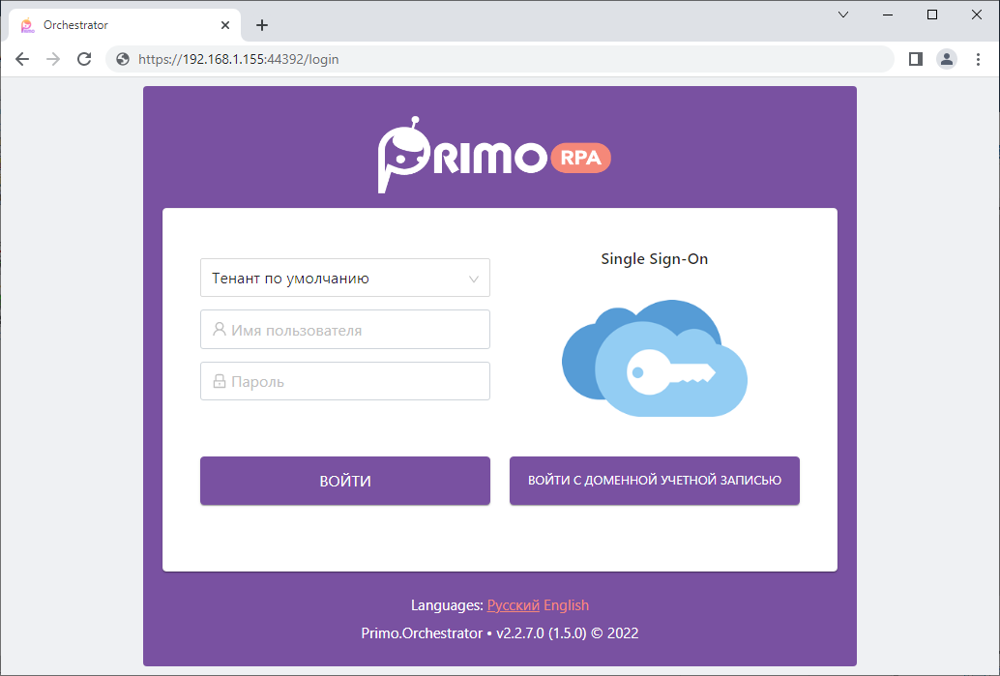 Orchestrator
https://192.168.1.155:44392/login
PRIMO RPA
Тенант по умолчанию
Имя пользователя
Пароль
ВОЙТИ
Single Sign-On
ВОЙТИ С ДОМЕННОЙ УЧЕТНОЙ ЗАПИСЬЮ
Languages: Русский English
Primo.Orchestrator • v2.2.7.0 (1.5.0) © 2022